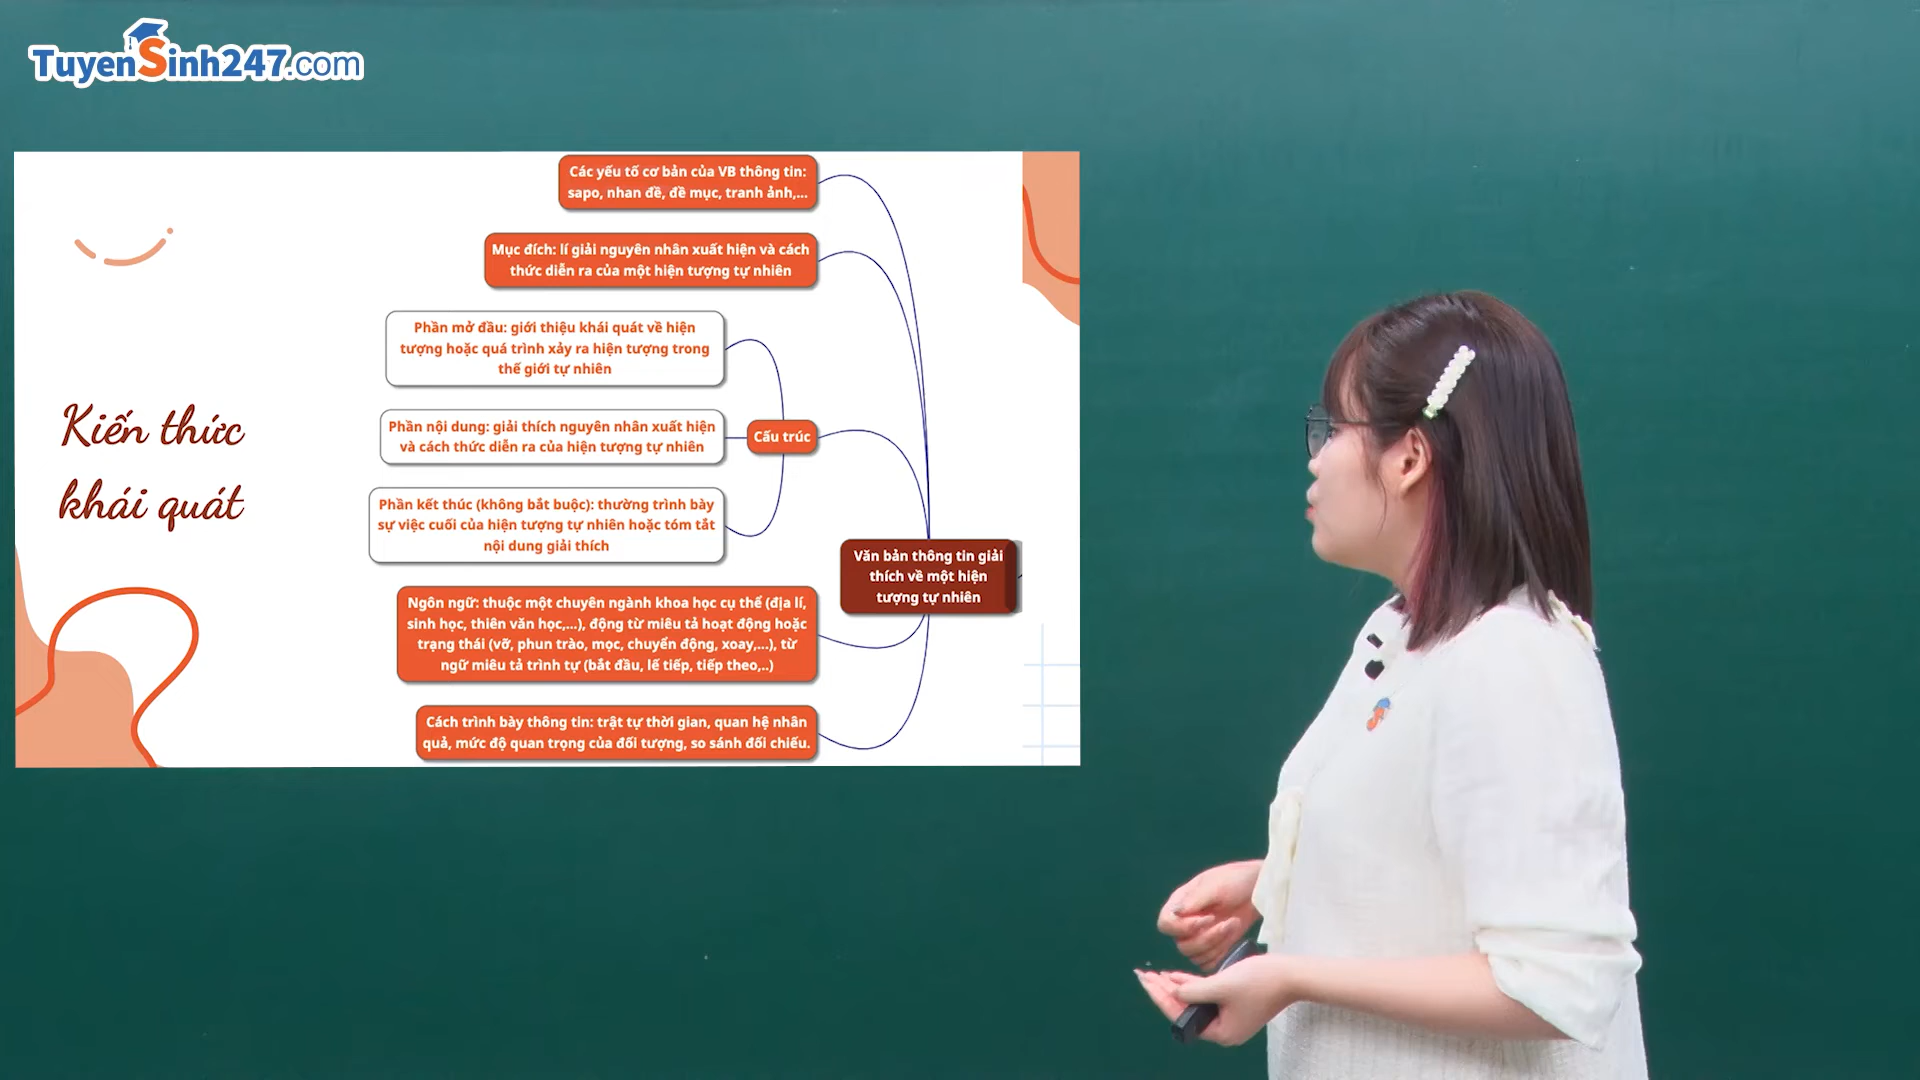 TuyenSinh247.com
Kiến thức
khái quát
Các yếu tố cơ bản của VB thông tin:
sapo, nhan đề, đề mục, tranh ảnh,...
Mục đích: lí giải nguyên nhân xuất hiện và cách
thức diễn ra của một hiện tượng tự nhiên
Phần mở đầu: giới thiệu khái quát về hiện
tượng hoặc quá trình xảy ra hiện tượng trong
thế giới tự nhiên
Phần nội dung: giải thích nguyên nhân xuất hiện
và cách thức diễn ra của hiện tượng tự nhiên
Cấu trúc
Phần kết thúc (không bắt buộc): thường trình bày
sự việc cuối của hiện tượng tự nhiên hoặc tóm tắt
nội dung giải thích
Văn bản thông tin giải
thích về một hiện
tượng tự nhiên
Ngôn ngữ: thuộc một chuyên ngành khoa học cụ thể (địa lí,
sinh học, thiên văn học,...), động từ miêu tả hoạt động hoặc
trạng thái (vỡ, phun trào, mọc, chuyển động, xoay,...), từ
ngữ miêu tả trình tự (bắt đầu, lế tiếp, tiếp theo,..)
Cách trình bày thông tin: trật tự thời gian, quan hệ nhân
quả, mức độ quan trọng của đối tượng, so sánh đối chiếu.